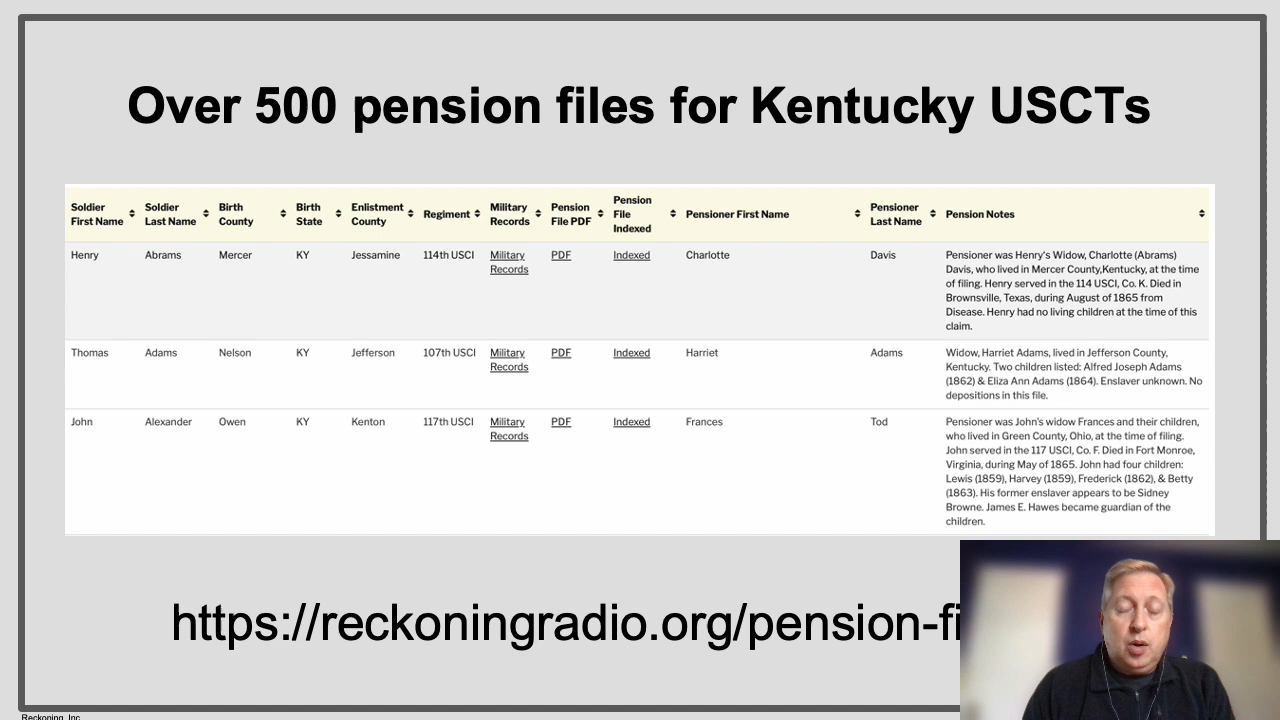 Over 500 pension files for Kentucky USCTs
Soldier First Name Soldier Last Name Birth County Birth State Enlistment County Regiment Military Records Pension File PDF Pension File Indexed Pensioner First Name Pensioner Last Name Pension Notes
Henry Abrams Mercer KY Jessamine 114th USCI Military Records PDF Indexed Charlotte Davis
Pensioner was Henry's Widow, Charlotte (Abrams)
Davis, who lived in Mercer County,Kentucky, at the time
of filing. Henry served in the 114 USCI, Co. K. Died in
Brownsville, Texas, during August of 1865 from
Disease. Henry had no living children at the time of this
claim.
Thomas Adams Nelson KY Jefferson 107th USCI Military Records PDF Indexed Harriet Adams
Widow, Harriet Adams, lived in Jefferson County,
Kentucky. Two children listed: Alfred Joseph Adams
(1862) & Eliza Ann Adams (1864). Enslaver unknown. No
depositions in this file.
John Alexander Owen KY Kenton 117th USCI Military Records PDF Indexed Frances Tod
Pensioner was John's widow Frances and their children,
who lived in Green County, Ohio, at the time of filing.
John served in the 117 USCI, Co. F. Died in Fort Monroe,
Virginia, during May of 1865. John had four children:
Lewis (1859), Harvey (1859), Frederick (1862), & Betty
(1863). His former enslaver appears to be Sidney
Browne. James E. Hawes became guardian of the
children.
https://reckoningradio.org/pension-fi
Reckoning, Inc.